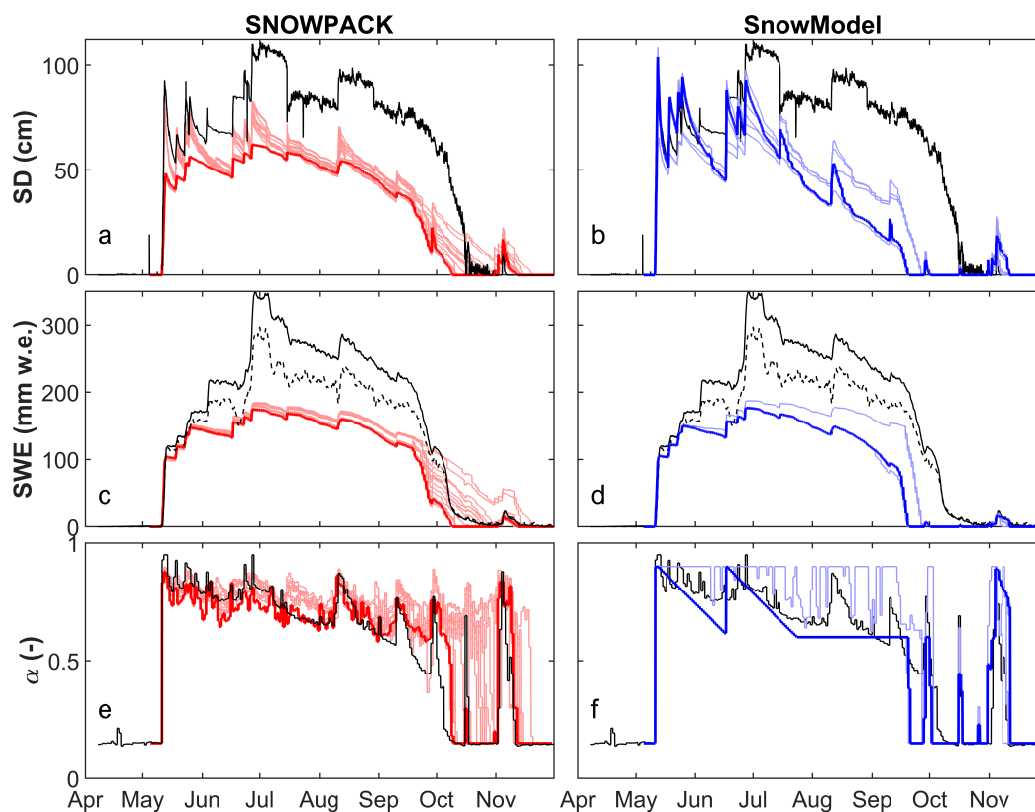 SNOWPACK SnowModel
SD (cm)
100
50
0
a b
SWE (mm w.e.)
300
200
100
0
c d
α (-)
1
0.5
0
e f
Apr May Jun Jul Aug Sep Oct Nov Apr May Jun Jul Aug Sep Oct Nov